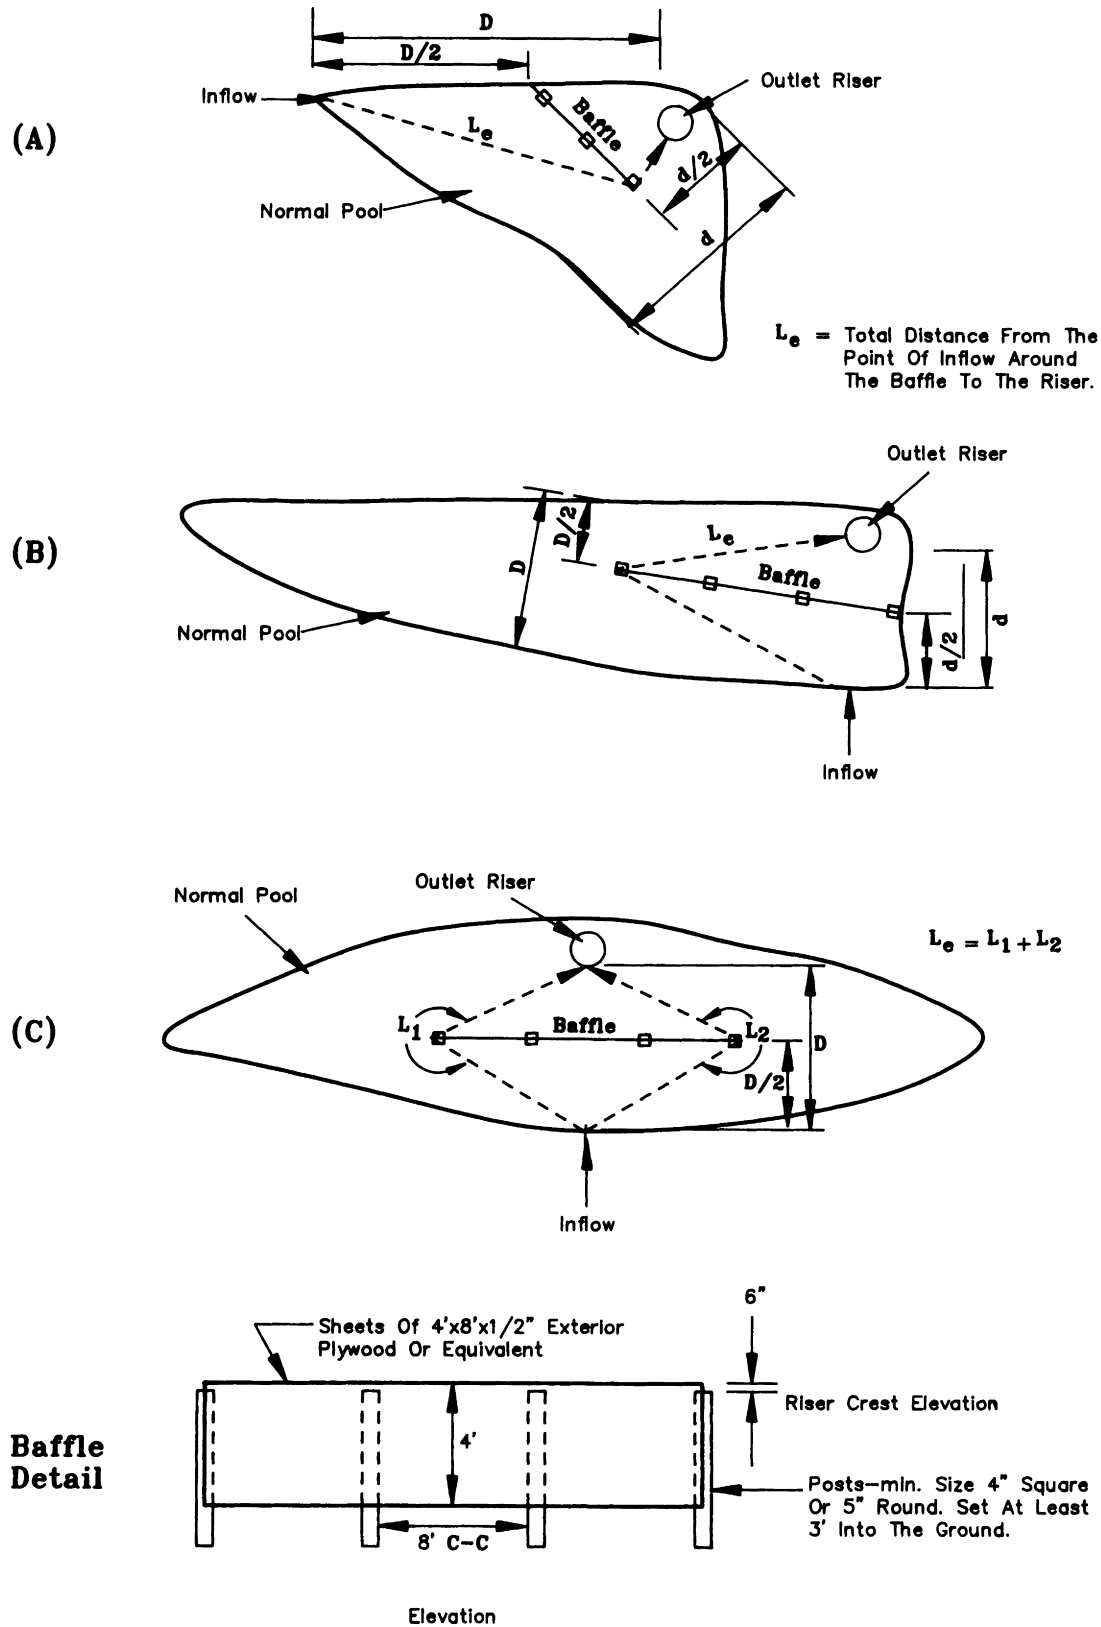 D
D/2
Inflow
Outlet Riser
(A)
Baffle
Le
d/2
Normal Pool
d
Le = Total Distance From The
Point Of Inflow Around
The Baffle To The Riser.
Outlet Riser
D/2
Le
(B)
D
Baffle
d
Normal Pool
d/2
Inflow
Normal Pool
Outlet Riser
Le = L1 + L2
(C)
L1
Baffle
L2
D
D/2
Inflow
6"
Sheets Of 4'x8'x1/2" Exterior
Plywood Or Equivalent
Riser Crest Elevation
Baffle
Detail
4'
Posts-min. Size 4" Square
Or 5" Round. Set At Least
3' Into The Ground.
8' C-C
Elevation